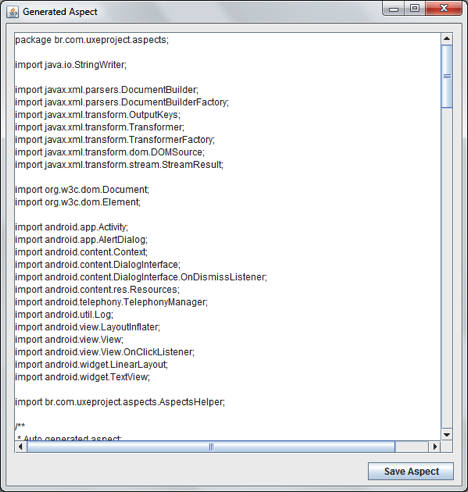 Generated Aspect
package br.com.uxeproject.aspects;
import java.io.StringWriter;
import javax.xml.parsers.DocumentBuilder;
import javax.xml.parsers.DocumentBuilderFactory;
import javax.xml.transform.OutputKeys;
import javax.xml.transform.Transformer;
import javax.xml.transform.TransformerFactory;
import javax.xml.transform.dom.DOMSource;
import javax.xml.transform.stream.StreamResult;
import org.w3c.dom.Document;
import org.w3c.dom.Element;
import android.app.Activity;
import android.app.AlertDialog;
import android.content.Context;
import android.content.DialogInterface;
import android.content.DialogInterface.OnDismissListener;
import android.content.res.Resources;
import android.telephony.TelephonyManager;
import android.util.Log;
import android.view.LayoutInflater;
import android.view.View;
import android.view.View.OnClickListener;
import android.widget.LinearLayout;
import android.widget.TextView;
import br.com.uxeproject.aspects.AspectsHelper;
/**
* Auto generated aspect:
Save Aspect